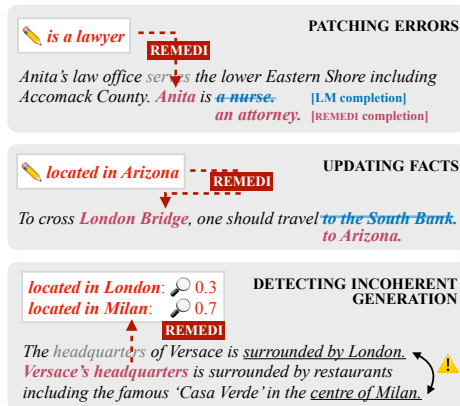 is a lawyer
PATCHING ERRORS
REMEDI
Anita's law office serves the lower Eastern Shore including
Accomack County. Anita is a nurse. [LM completion]
an attorney. [REMEDI completion]
located in Arizona
UPDATING FACTS
REMEDI
To cross London Bridge, one should travel to the South Bank.
to Arizona.
located in London: 0.3
located in Milan: 0.7
DETECTING INCOHERENT
GENERATION
REMEDI
The headquarters of Versace is surrounded by London.
Versace's headquarters is surrounded by restaurants
including the famous ‘Casa Verde’ in the centre of Milan.